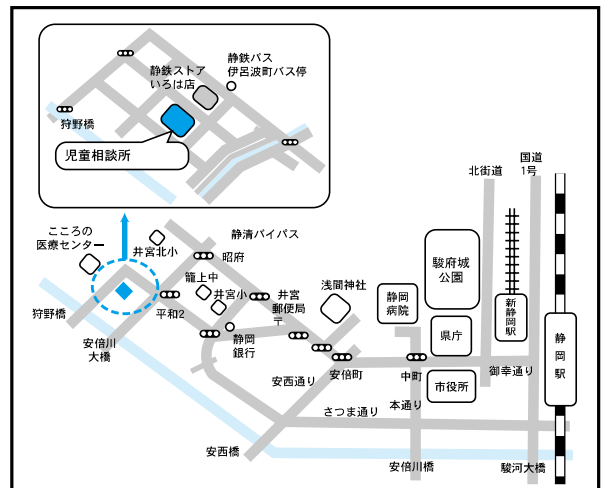 静鉄ストア
いろは店
静鉄バス
伊呂波町バス停
狩野橋
児童相談所
国道
1号
北街道
こころの
医療センター
井宮北小
静清バイパス
昭府
籠上中
井宮小
井宮
郵便局
〒
浅間神社
静岡
病院
駿府城
公園
新静岡駅
県庁
静岡駅
狩野橋
安倍川
大橋
平和2
静岡
銀行
安西通り
安倍町
中町
市役所
御幸通り
本通り
さつま通り
安西橋
安倍川橋
駿河大橋